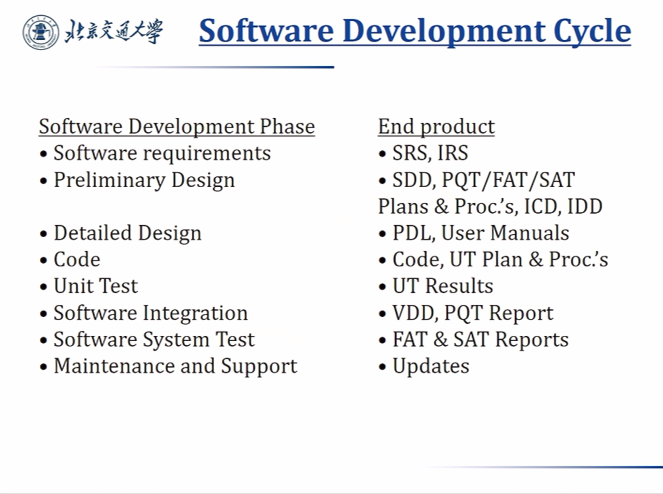 北京交通大学
Software Development Cycle
Software Development Phase
• Software requirements
• Preliminary Design
• Detailed Design
• Code
• Unit Test
• Software Integration
• Software System Test
• Maintenance and Support
End product
• SRS, IRS
• SDD, PQT/FAT/SAT
Plans & Proc.’s, ICD, IDD
• PDL, User Manuals
• Code, UT Plan & Proc.’s
• UT Results
• VDD, PQT Report
• FAT & SAT Reports
• Updates